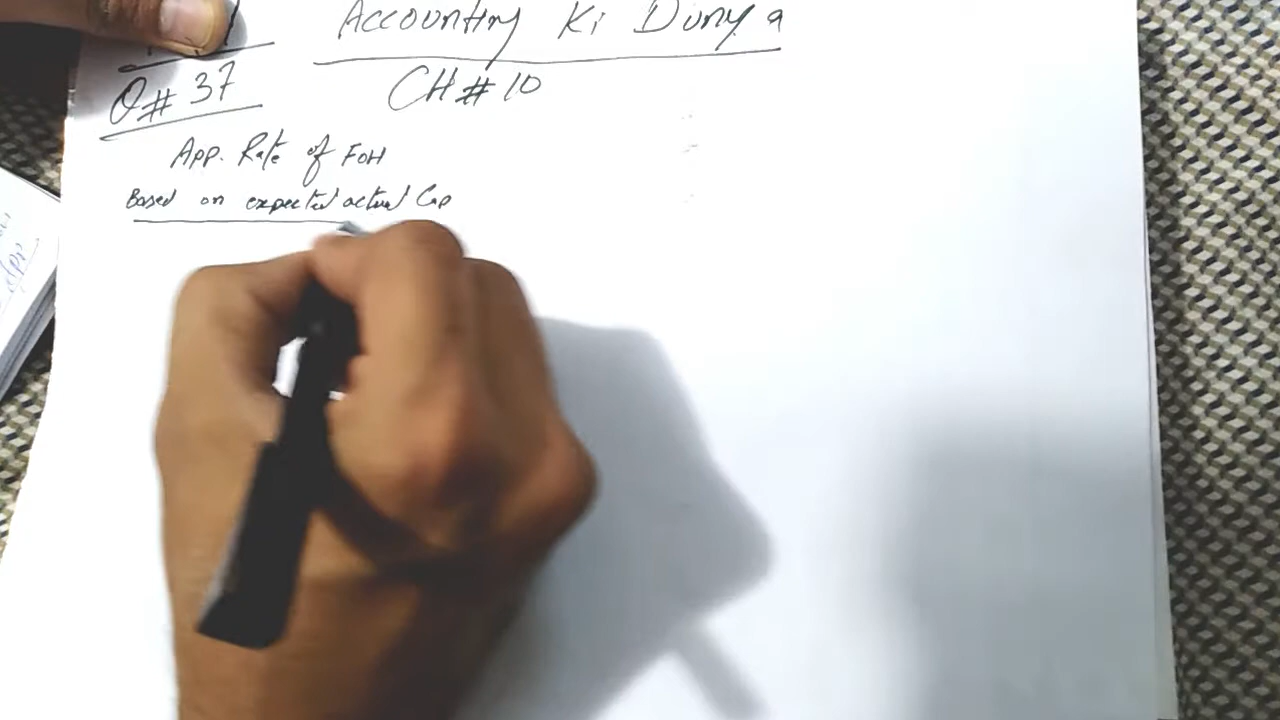 Accounting Ki Dunya
Q# 37
CH# 10
App. Rate of FOH
Based on expected actual Cap